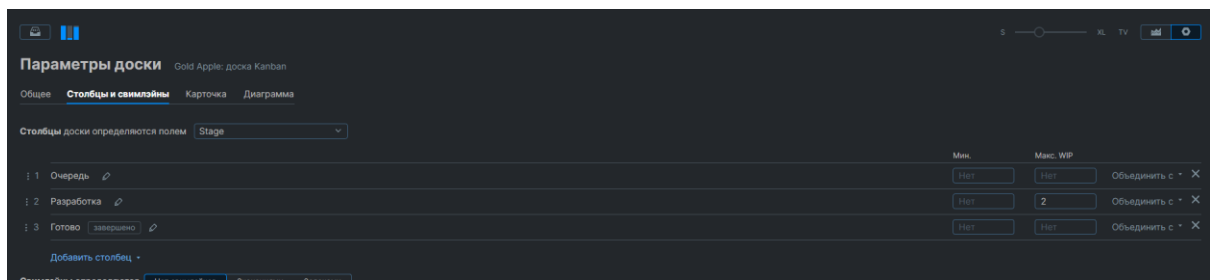 S XL TV
Параметры доски Gold Apple: доска Kanban
Общее Столбцы и свимлэйны Карточка Диаграмма
Столбцы доски определяются полем Stage
Мин. Макс. WIP
1 Очередь Нет Нет Объединить с
2 Разработка Нет 2 Объединить с
3 Готово завершено Нет Нет Объединить с
Добавить столбец